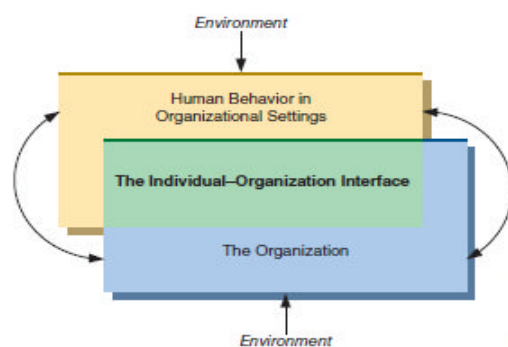 Environment
Human Behavior in
Organizational Settings
The Individual–Organization Interface
The Organization
Environment